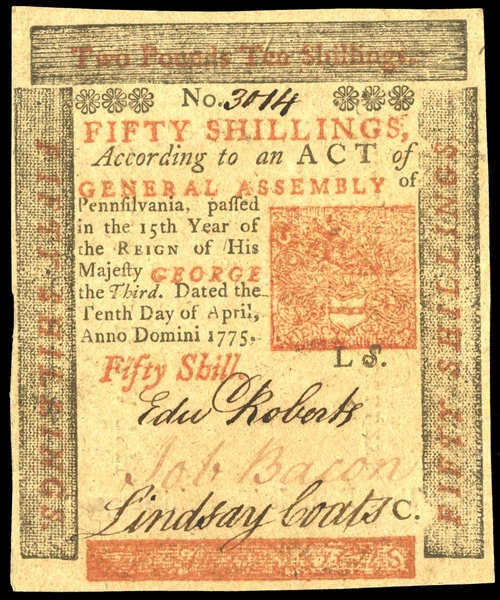 Two Pounds Ten Shillings.
No. 3014
FIFTY SHILLINGS,
According to an ACT of
GENERAL ASSEMBLY of
Pennſilvania, paſſed
in the 15th Year of
the REIGN of His
Majeſty GEORGE
the Third. Dated the
Tenth Day of April,
Anno Domini 1775.
Fifty Shill
L S.
Edw Roberts
Job Bacon
Lindsay Coats C.
FIFTY SHILLINGS
FIFTY SHILLINGS